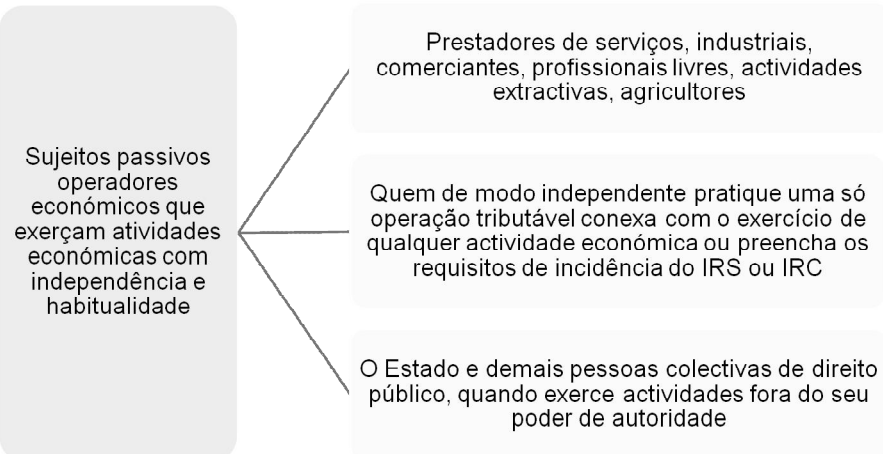 Sujeitos passivos
operadores
económicos que
exerçam atividades
económicas com
independência e
habitualidade
Prestadores de serviços, industriais,
comerciantes, profissionais livres, actividades
extractivas, agricultores
Quem de modo independente pratique uma só
operação tributável conexa com o exercício de
qualquer actividade económica ou preencha os
requisitos de incidência do IRS ou IRC
O Estado e demais pessoas colectivas de direito
público, quando exerce actividades fora do seu
poder de autoridade